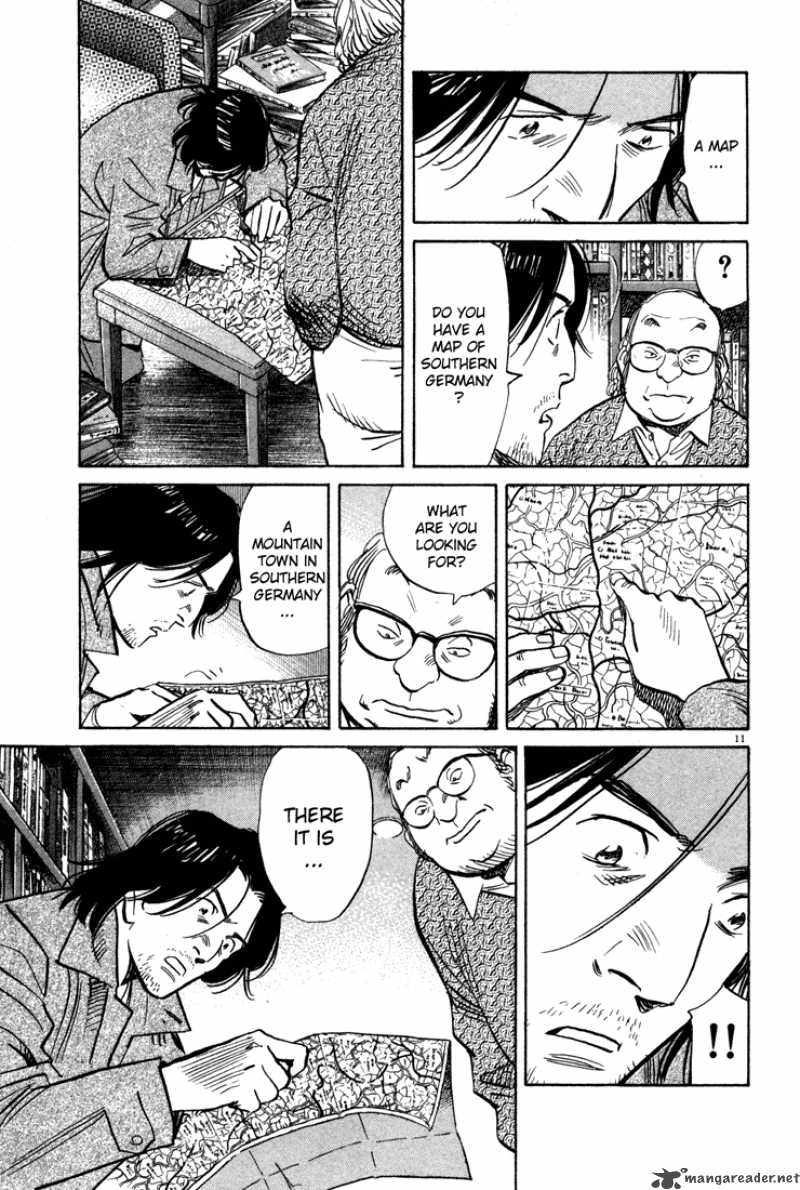 A MAP
...
?
DO YOU
HAVE A
MAP OF
SOUTHERN
GERMANY
?
WHAT
ARE YOU
LOOKING
FOR?
A
MOUNTAIN
TOWN IN
SOUTHERN
GERMANY
...
11
!!
THERE
IT IS
...
mangareader.net